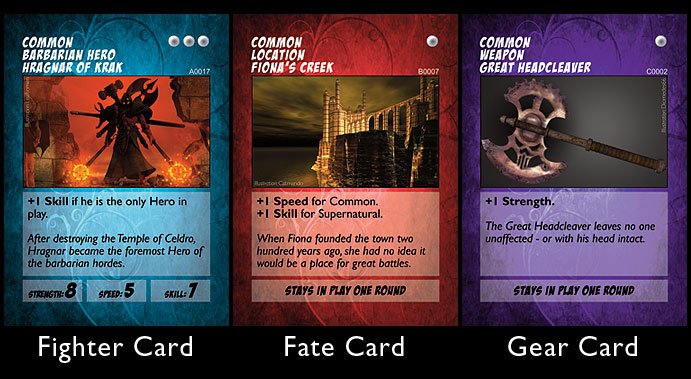 COMMON
BARBARIAN HERO
HRAGNAR OF KRAK
A0017
+1 Skill if he is the only Hero in
play.
After destroying the Temple of Celdro,
Hragnar became the foremost Hero of
the barbarian hordes.
STRENGTH:8 SPEED:5 SKILL:7
Fighter Card
COMMON
LOCATION
FIONA'S CREEK
B0007
Illustration Catmando
+1 Speed for Common.
+1 Skill for Supernatural.
When Fiona founded the town two
hundred years ago, she had no idea it
would be a place for great battles.
STAYS IN PLAY ONE ROUND
Fate Card
COMMON
WEAPON
GREAT HEADCLEAVER
C0002
+1 Strength.
The Great Headcleaver leaves no one
unaffected - or with his head intact.
STAYS IN PLAY ONE ROUND
Gear Card